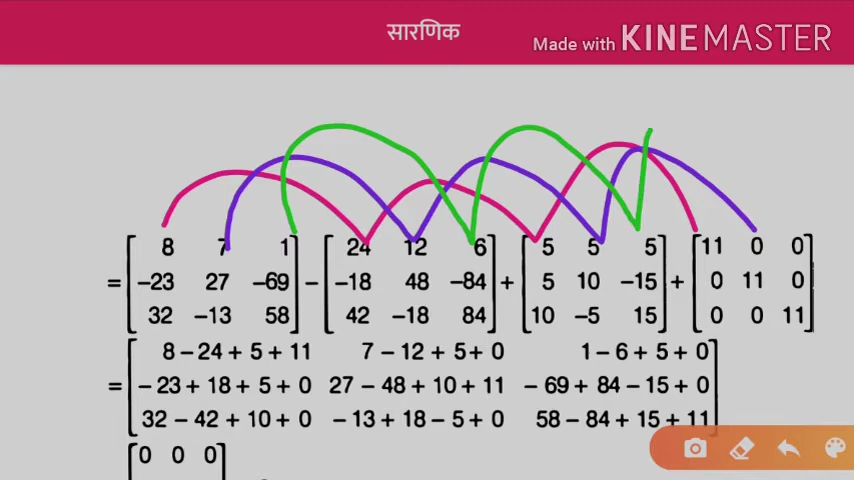 सारणिक
Made with KINEMASTER
= [ 8 7 1 ] − [ 24 12 6 ] + [ 5 5 5 ] + [ 11 0 0 ]
−23 27 −69 −18 48 −84 5 10 −15 0 11 0
32 −13 58 42 −18 84 10 −5 15 0 0 11
= [ 8 − 24 + 5 + 11 7 − 12 + 5 + 0 1 − 6 + 5 + 0 ]
− 23 + 18 + 5 + 0 27 − 48 + 10 + 11 − 69 + 84 − 15 + 0
32 − 42 + 10 + 0 − 13 + 18 − 5 + 0 58 − 84 + 15 + 11
[ 0 0 0 ]